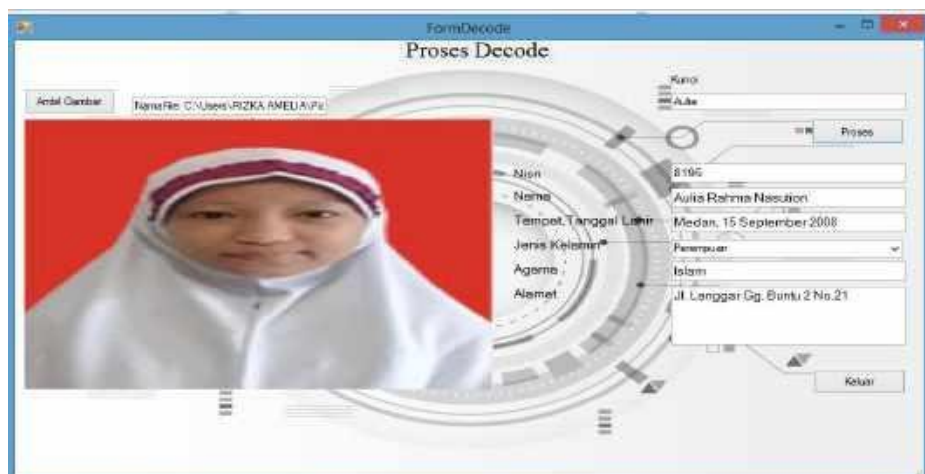 FormDecode
Proses Decode
Kunci
Ambil Gambar
NamaFile: C:\Users\RIZKA AMELIA\Pic
Aulia
Proses
Nisn
8196
Nama
Aulia Rahma Nasution
Tempat,Tanggal Lahir
Medan, 15 September 2008
Jenis Kelamin
Perempuan
Agama
Islam
Alamat
Jl. Langgar Gg. Buntu 2 No.21
Keluar